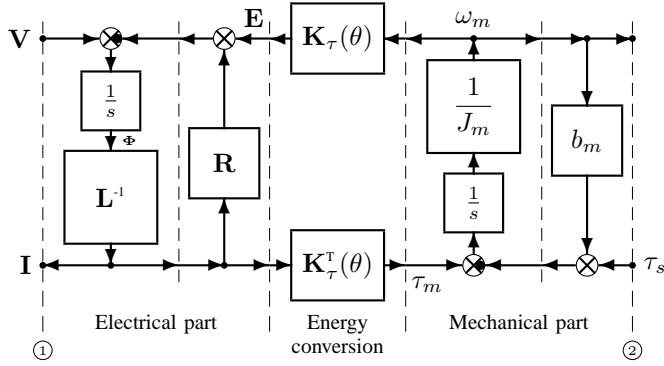 V
E
K_τ(θ)
ω_m
1/s
Φ
L⁻¹
R
1/J_m
1/s
b_m
I
K_τ^T(θ)
τ_m
τ_s
Electrical part
Energy
conversion
Mechanical part
①
②